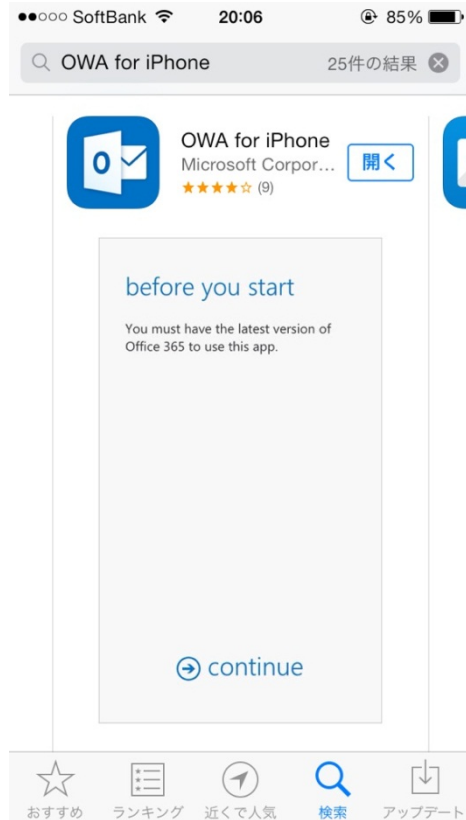 SoftBank 20:06 85%
OWA for iPhone 25件の結果
OWA for iPhone
Microsoft Corpor...
開く
★★★★☆ (9)
before you start
You must have the latest version of
Office 365 to use this app.
continue
おすすめ ランキング 近くで人気 検索 アップデート